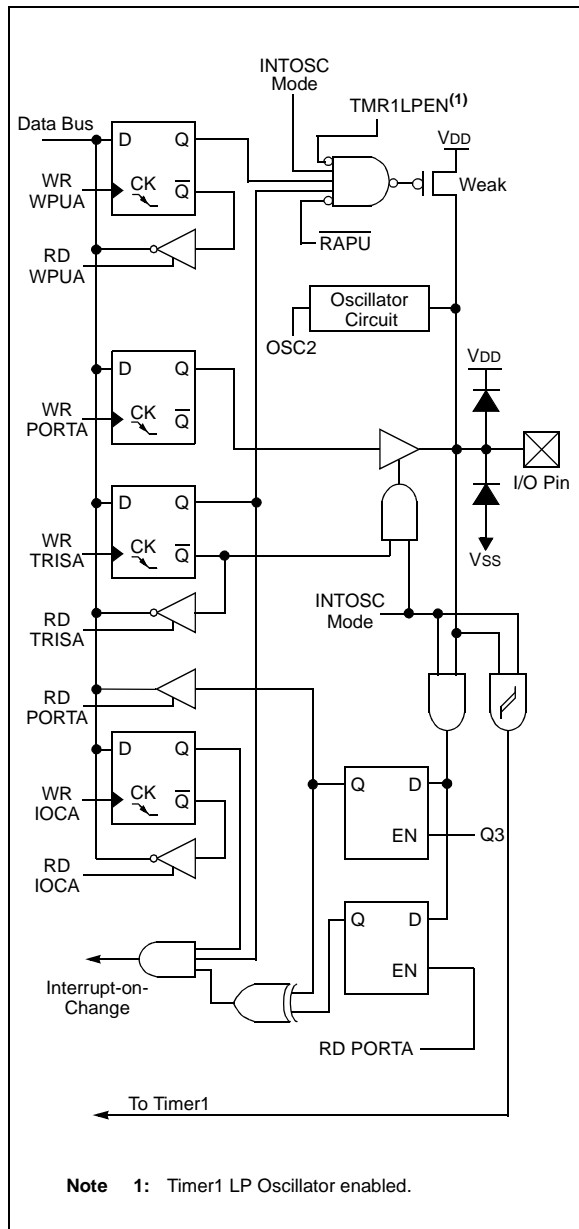 INTOSC
Mode
TMR1LPEN(1)
Data Bus
VDD
D Q
WR
WPUA
CK Q
Weak
RD
WPUA
RAPU
Oscillator
Circuit
OSC2
D Q
VDD
WR
PORTA
CK Q
I/O Pin
D Q
WR
TRISA
CK Q
VSS
INTOSC
Mode
RD
TRISA
RD
PORTA
D Q
WR
IOCA
CK Q
Q D
EN
Q3
RD
IOCA
Q D
EN
Interrupt-on-
Change
RD PORTA
To Timer1
Note 1: Timer1 LP Oscillator enabled.